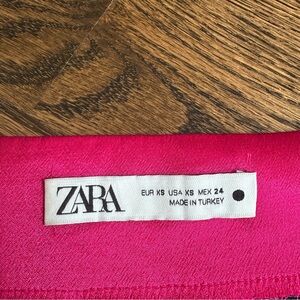 ZARA
EUR XS USA XS MEX 24
MADE IN TURKEY